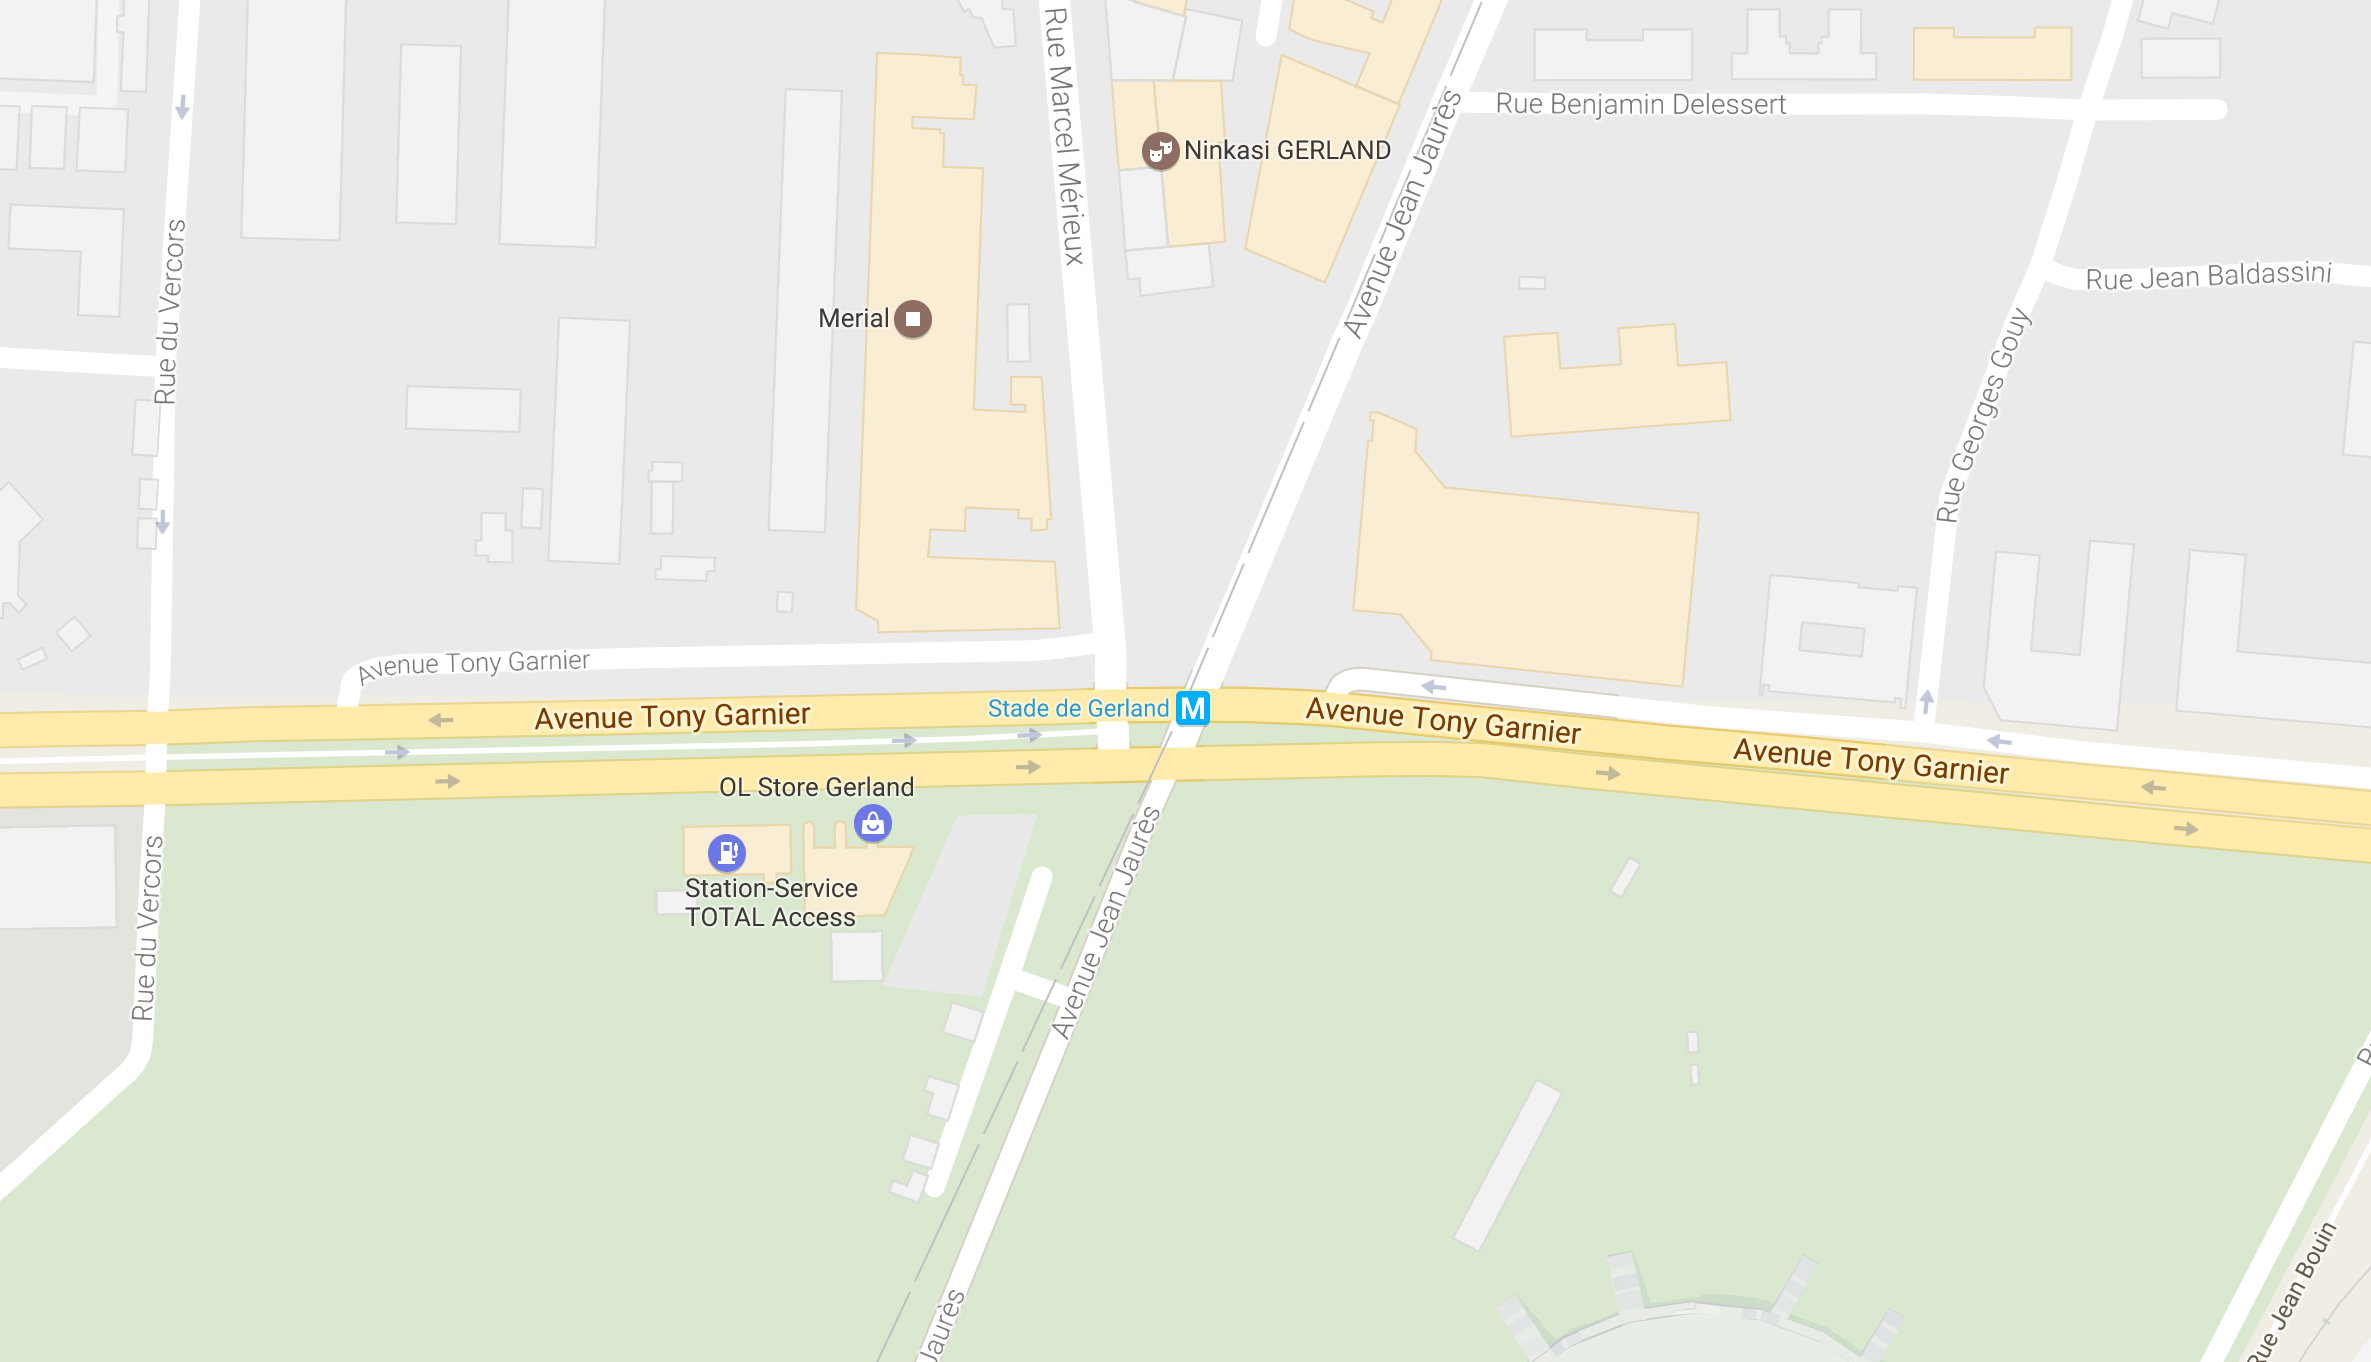 Rue Marcel Mérieux
Rue Benjamin Delessert
Ninkasi GERLAND
Avenue Jean Jaurès
Rue du Vercors
Rue Jean Baldassini
Merial
Rue Georges Gouy
Avenue Tony Garnier
Stade de Gerland
M
Avenue Tony Garnier
Avenue Tony Garnier
Avenue Tony Garnier
OL Store Gerland
Station-Service
TOTAL Access
Rue du Vercors
Avenue Jean Jaurès
Rue Jean Bouin
Jaurès